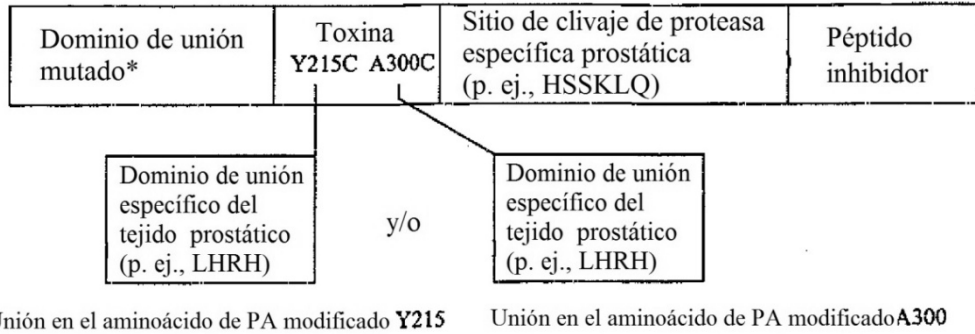 Dominio de unión
mutado*
Toxina
Y215C A300C
Sitio de clivaje de proteasa
específica prostática
(p. ej., HSSKLQ)
Péptido
inhibidor
Dominio de unión
específico del
tejido prostático
(p. ej., LHRH)
y/o
Dominio de unión
específico del
tejido prostático
(p. ej., LHRH)
Unión en el aminoácido de PA modificado Y215
Unión en el aminoácido de PA modificado A300